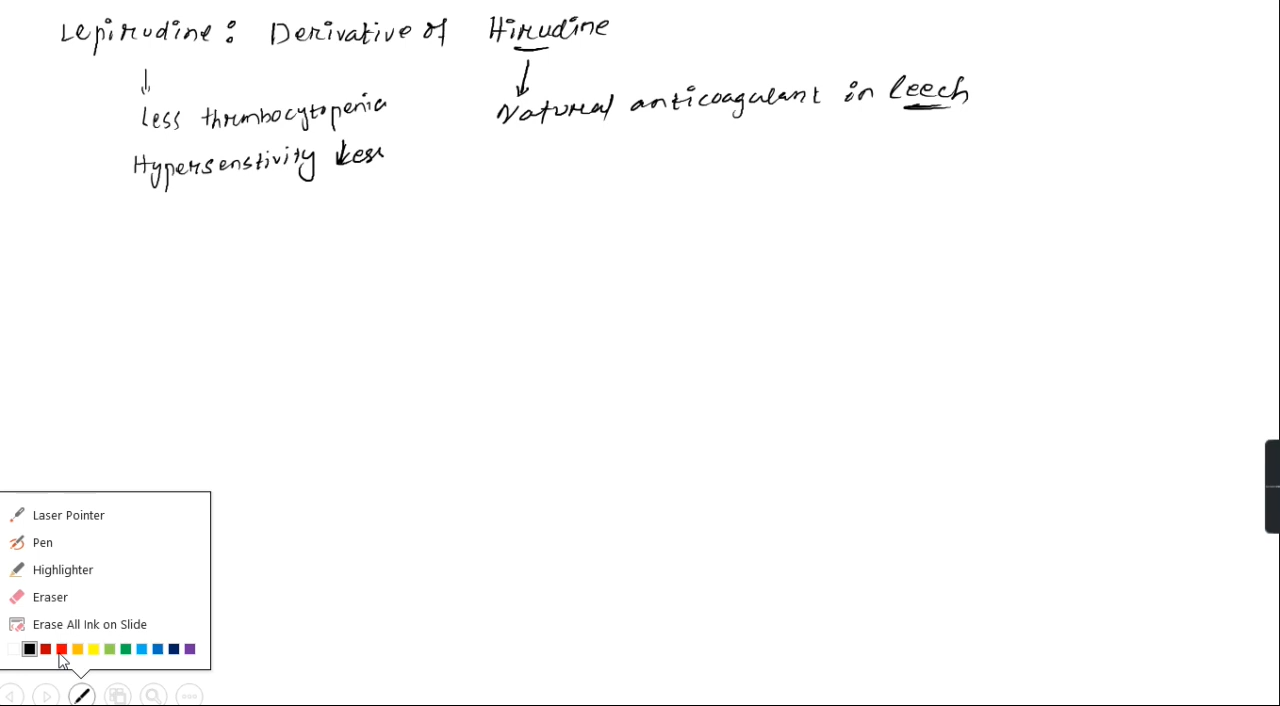 Lepirudine: Derivative of Hirudine
Less thrombocytopenia
Natural anticoagulant in leech
Hypersenstivity Less
Laser Pointer
Pen
Highlighter
Eraser
Erase All Ink on Slide